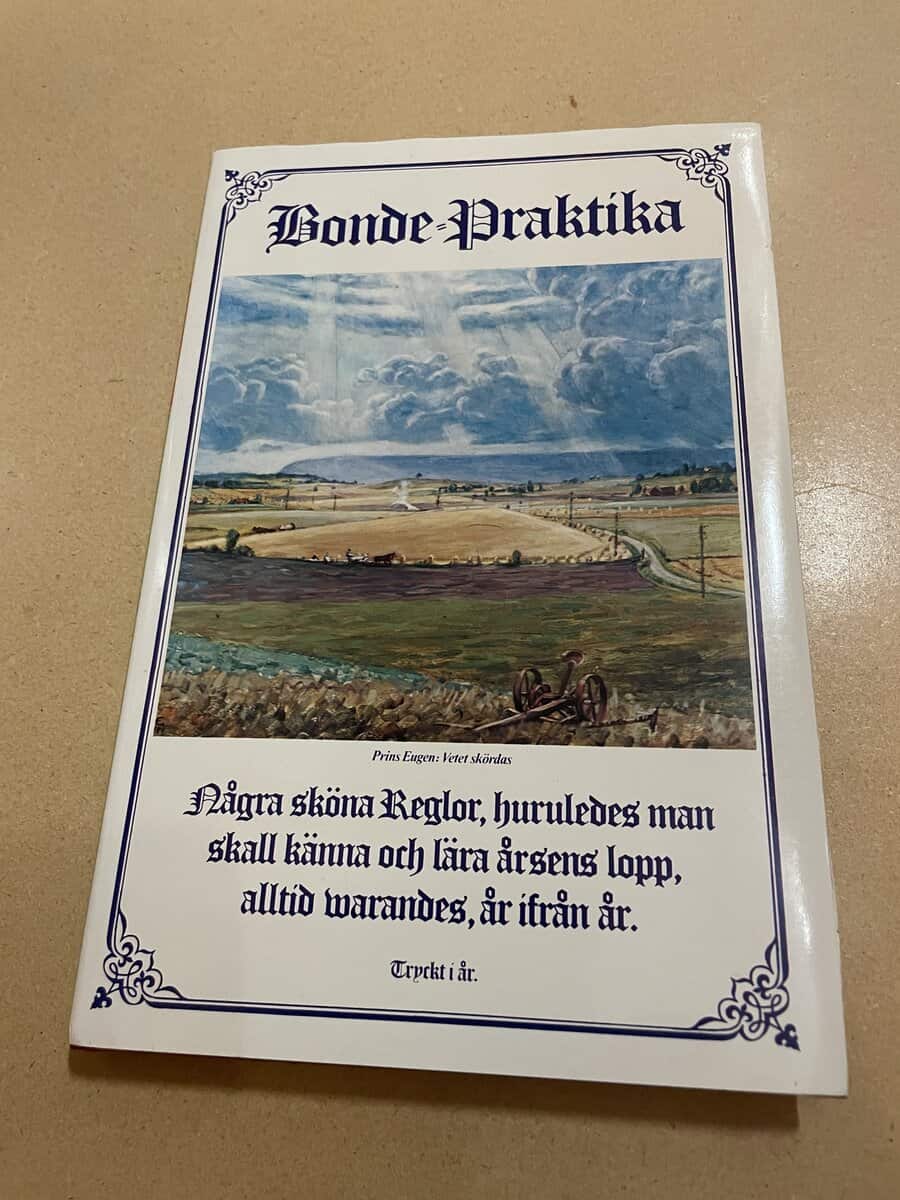 Bonde=Praktika
Prins Eugen: Vetet skördas
Några sköna Reglor, huruledes man
skall känna och lära årsens lopp,
alltid warandes, år ifrån år.
Tryckt i år.